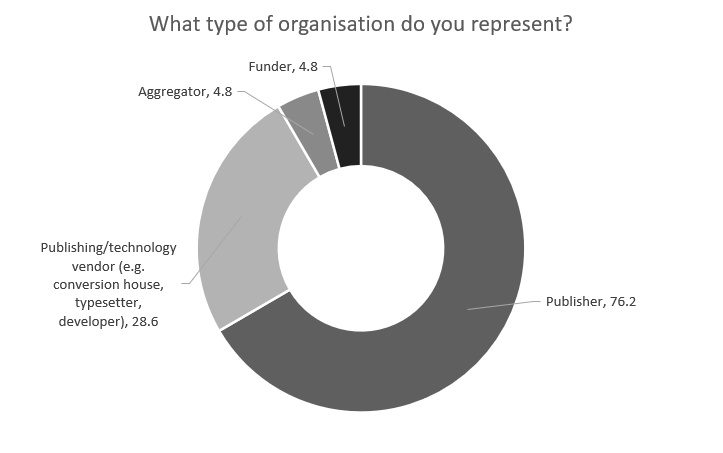 What type of organisation do you represent?
Funder, 4.8
Aggregator, 4.8
Publishing/technology
vendor (e.g.
conversion house,
typesetter,
developer), 28.6
Publisher, 76.2